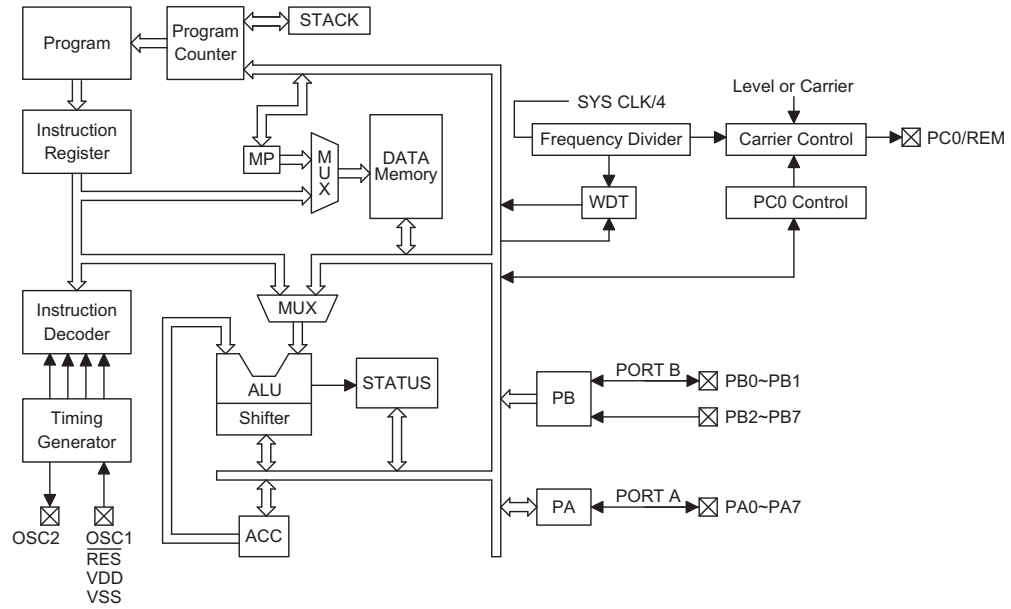 STACK
Program
Program
Counter
SYS CLK/4
Level or Carrier
Instruction
Register
MP
MUX
DATA
Memory
Frequency Divider
Carrier Control
PC0/REM
WDT
PC0 Control
Instruction
Decoder
MUX
ALU
Shifter
STATUS
PB
PORT B
PB0~PB1
PB2~PB7
Timing
Generator
PA
PORT A
PA0~PA7
ACC
OSC2
OSC1
RES
VDD
VSS